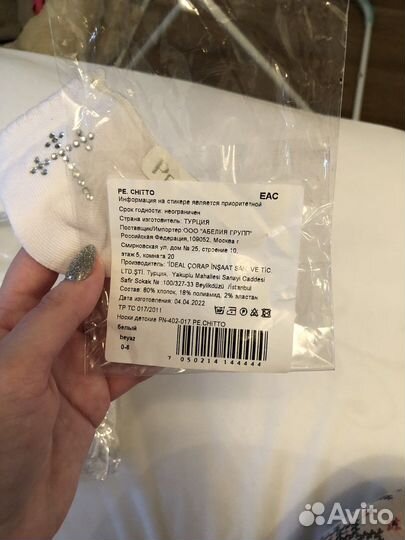 PE
PE. CHITTO
EAC
Информация на стикере является приоритетной
Срок годности: неограничен
Страна изготовитель: ТУРЦИЯ
Поставщик/Импортер ООО "АБЕЛИЯ ГРУПП"
Российская Федерация,109052, Москва г
Смирновская ул, дом № 25, строение 10,
этаж 5, комната 20
Производитель: İDEAL ÇORAP İNŞAAT SAN. VE TİC.
LTD.ŞTİ. Турция, Yakuplu Mahallesi Sanayi Caddesi
Safir Sokak № :100/327-33 Beylikdüzü /İstanbul
Состав: 80% хлопок, 18% полиамид, 2% эластан
Дата изготовления: 04.04.2022
ТР ТС 017/2011
Носки детские PN-402-017 PE.CHITTO
белый
beyaz
0-6
7 050214 144444
Avito